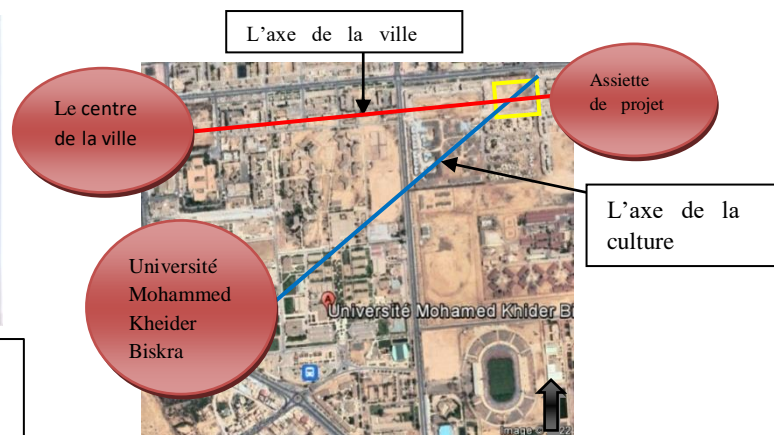 L'axe de la ville
Le centre
de la ville
Assiette
de projet
L'axe de la
culture
Université
Mohammed
Kheider
Biskra
A
Université Mohamed Khider Bi